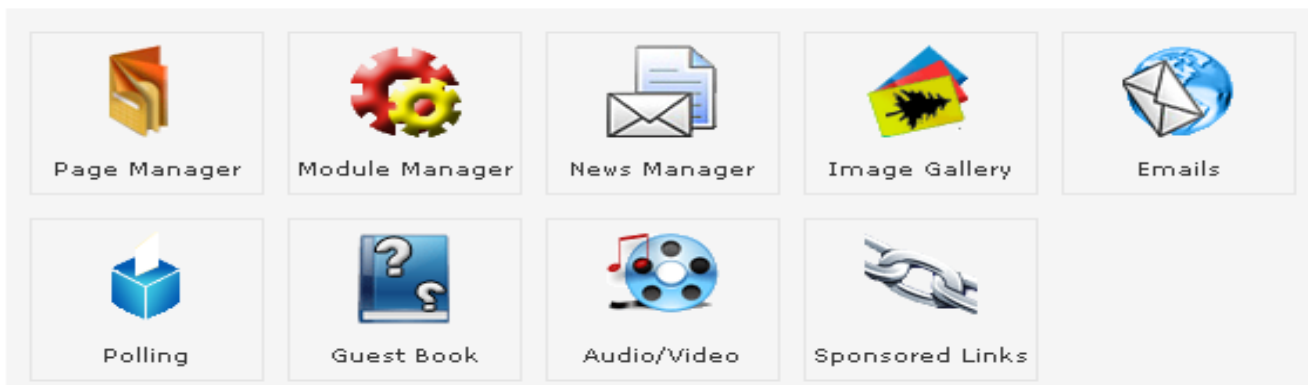 Page Manager
Module Manager
News Manager
Image Gallery
Emails
Polling
Guest Book
Audio/Video
Sponsored Links